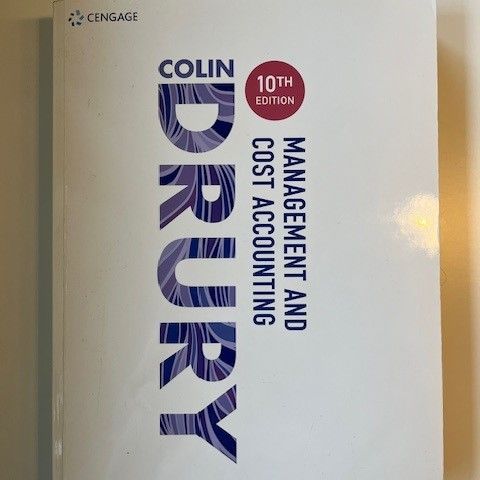 CENGAGE
COLIN
DRURY
10TH
EDITION
MANAGEMENT AND
COST ACCOUNTING